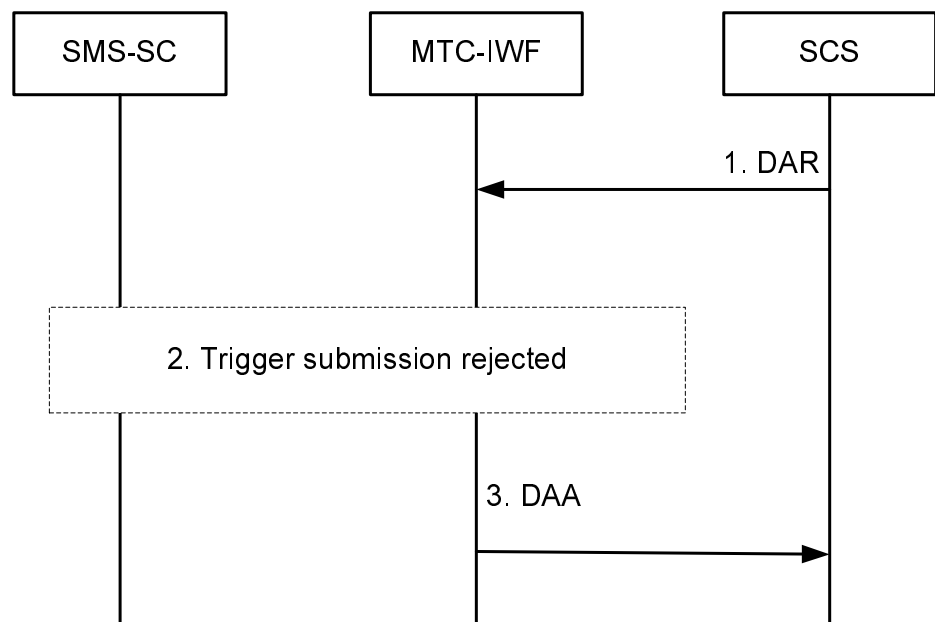 SMS-SC
MTC-IWF
SCS
1. DAR
2. Trigger submission rejected
3. DAA